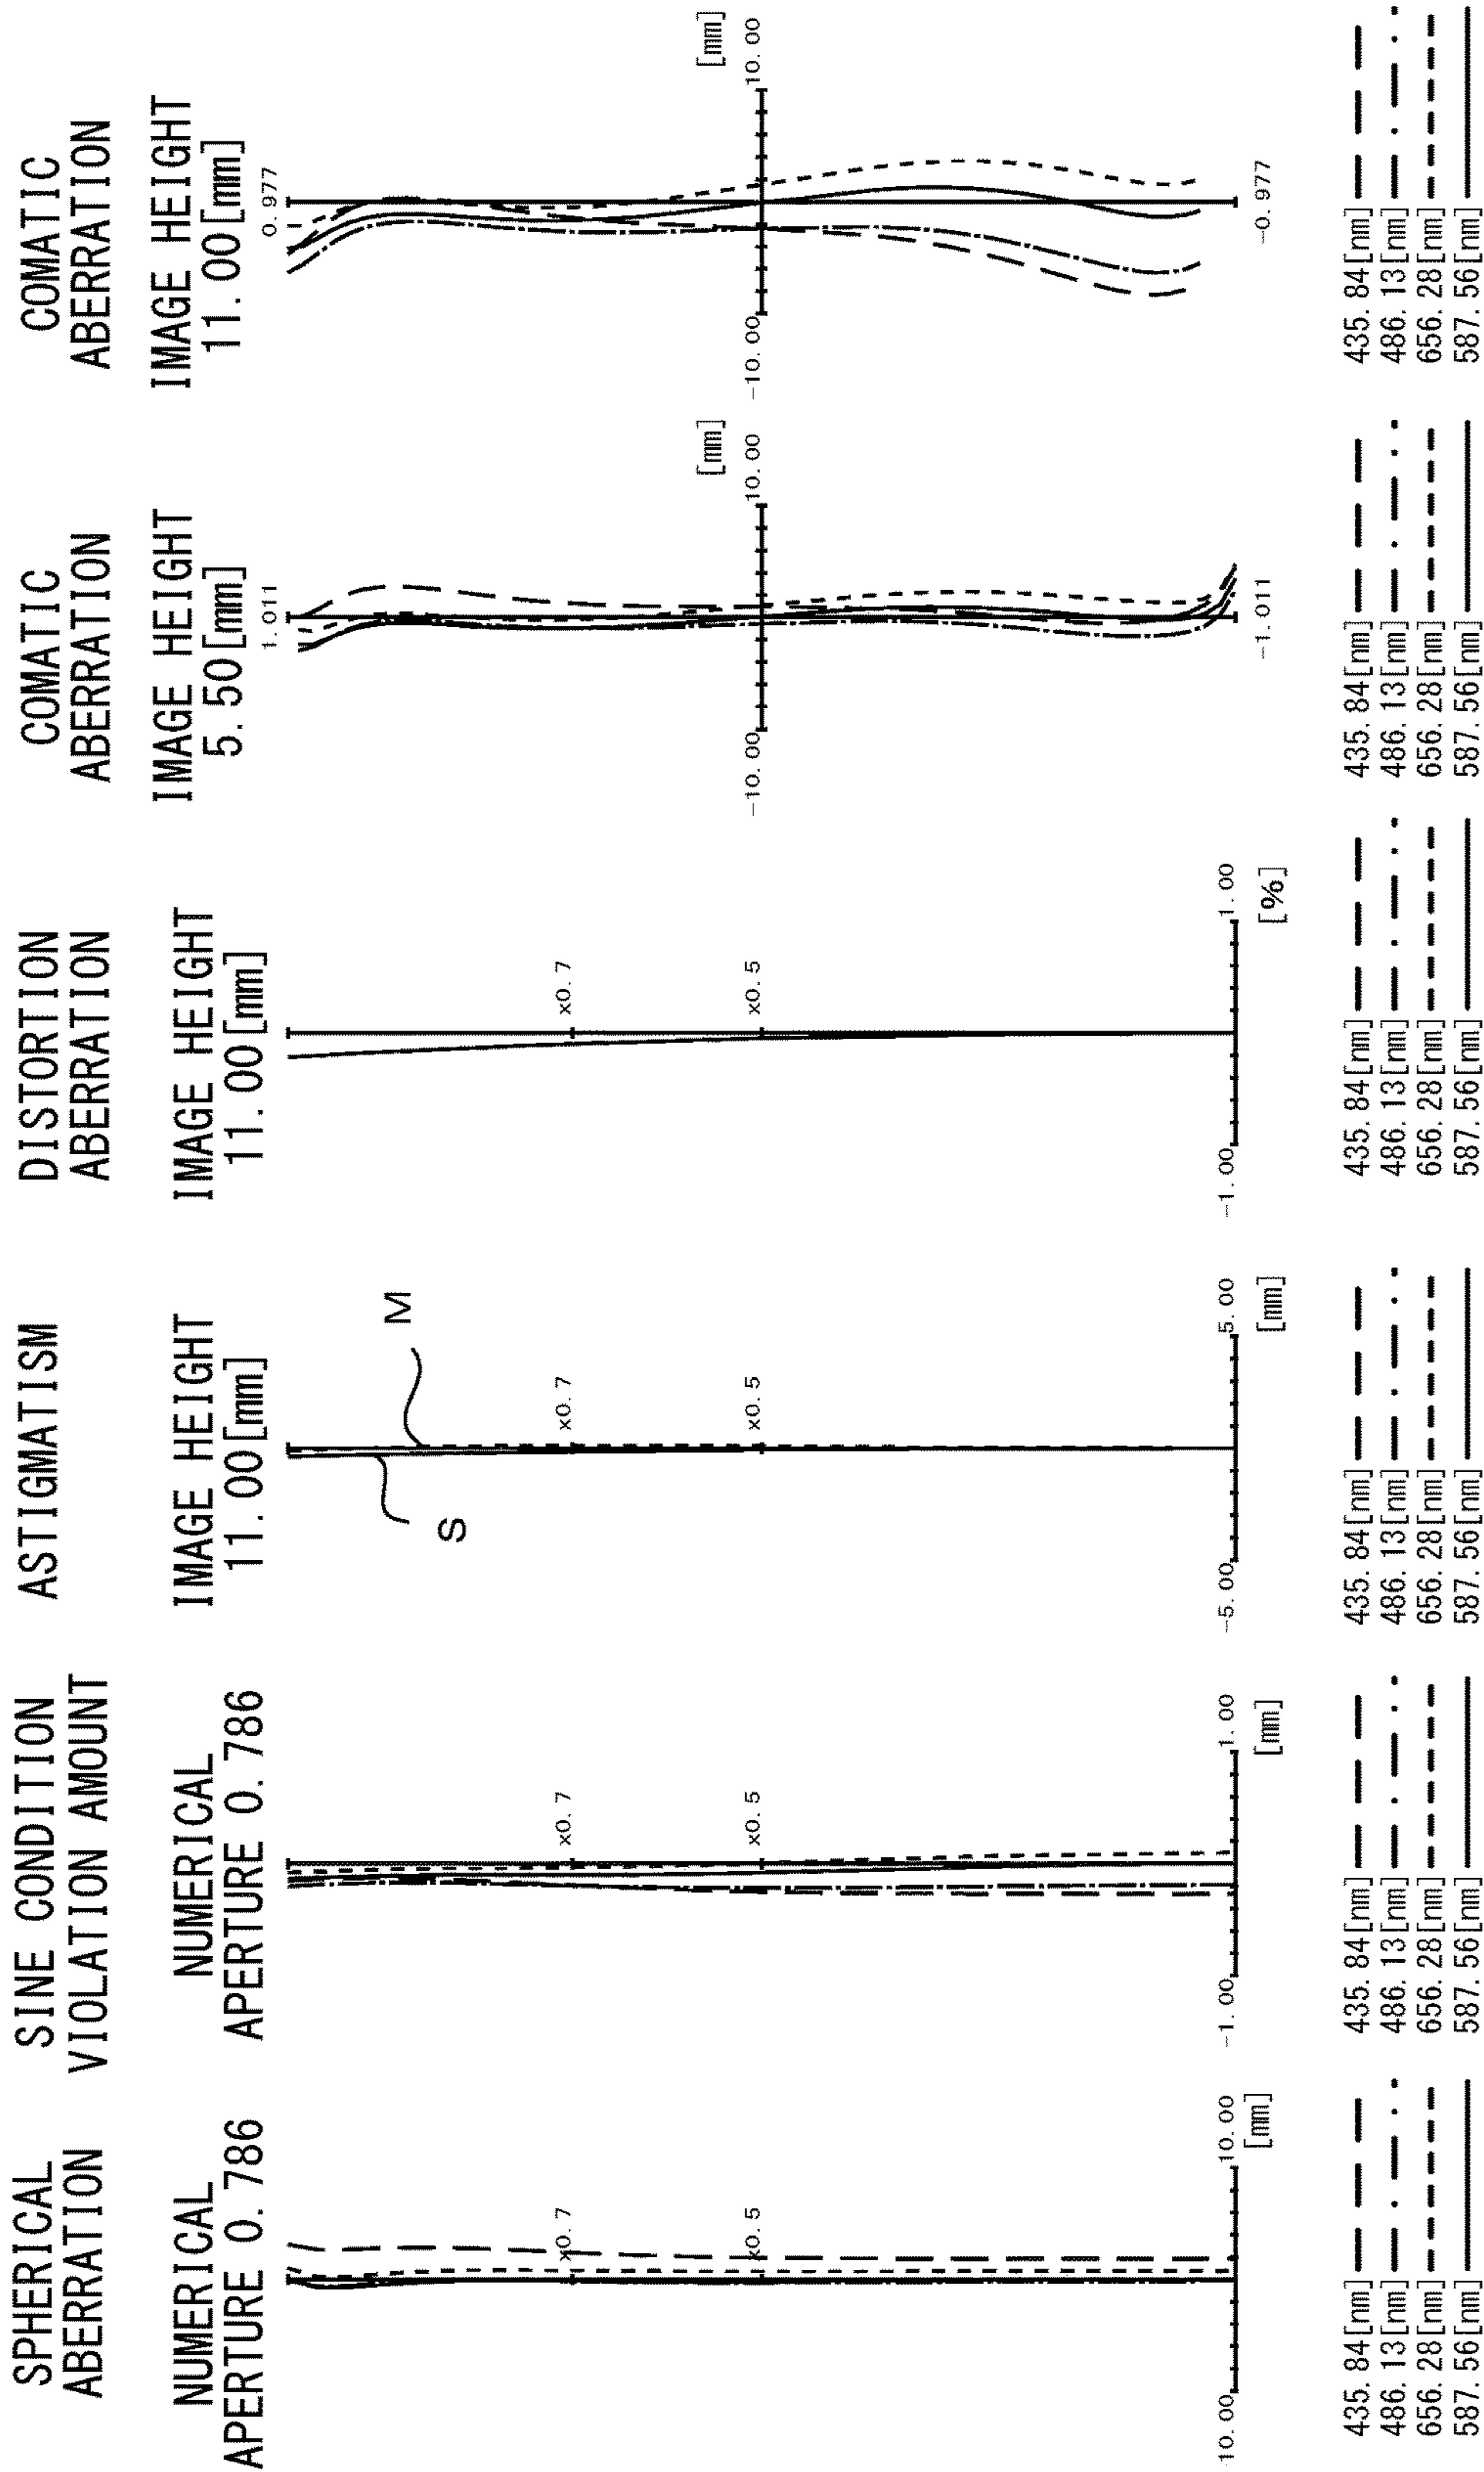 SPHERICAL
ABERRATION
NUMERICAL
APERTURE 0.786
x0.7
x0.5
10.00
10.00
[mm]
435.84[nm]
486.13[nm]
656.28[nm]
587.56[nm]
SINE CONDITION
VIOLATION AMOUNT
NUMERICAL
APERTURE 0.786
x0.7
x0.5
-1.00
1.00
[mm]
435.84[nm]
486.13[nm]
656.28[nm]
587.56[nm]
ASTIGMATISM
IMAGE HEIGHT
11.00[mm]
S
M
x0.7
x0.5
-5.00
5.00
[mm]
435.84[nm]
486.13[nm]
656.28[nm]
587.56[nm]
DISTORTION
ABERRATION
IMAGE HEIGHT
11.00[mm]
x0.7
x0.5
-1.00
1.00
[%]
435.84[nm]
486.13[nm]
656.28[nm]
587.56[nm]
COMATIC
ABERRATION
IMAGE HEIGHT
5.50[mm]
1.011
[mm]
-10.00
10.00
-1.011
435.84[nm]
486.13[nm]
656.28[nm]
587.56[nm]
COMATIC
ABERRATION
IMAGE HEIGHT
11.00[mm]
0.977
[mm]
-10.00
10.00
-0.977
435.84[nm]
486.13[nm]
656.28[nm]
587.56[nm]